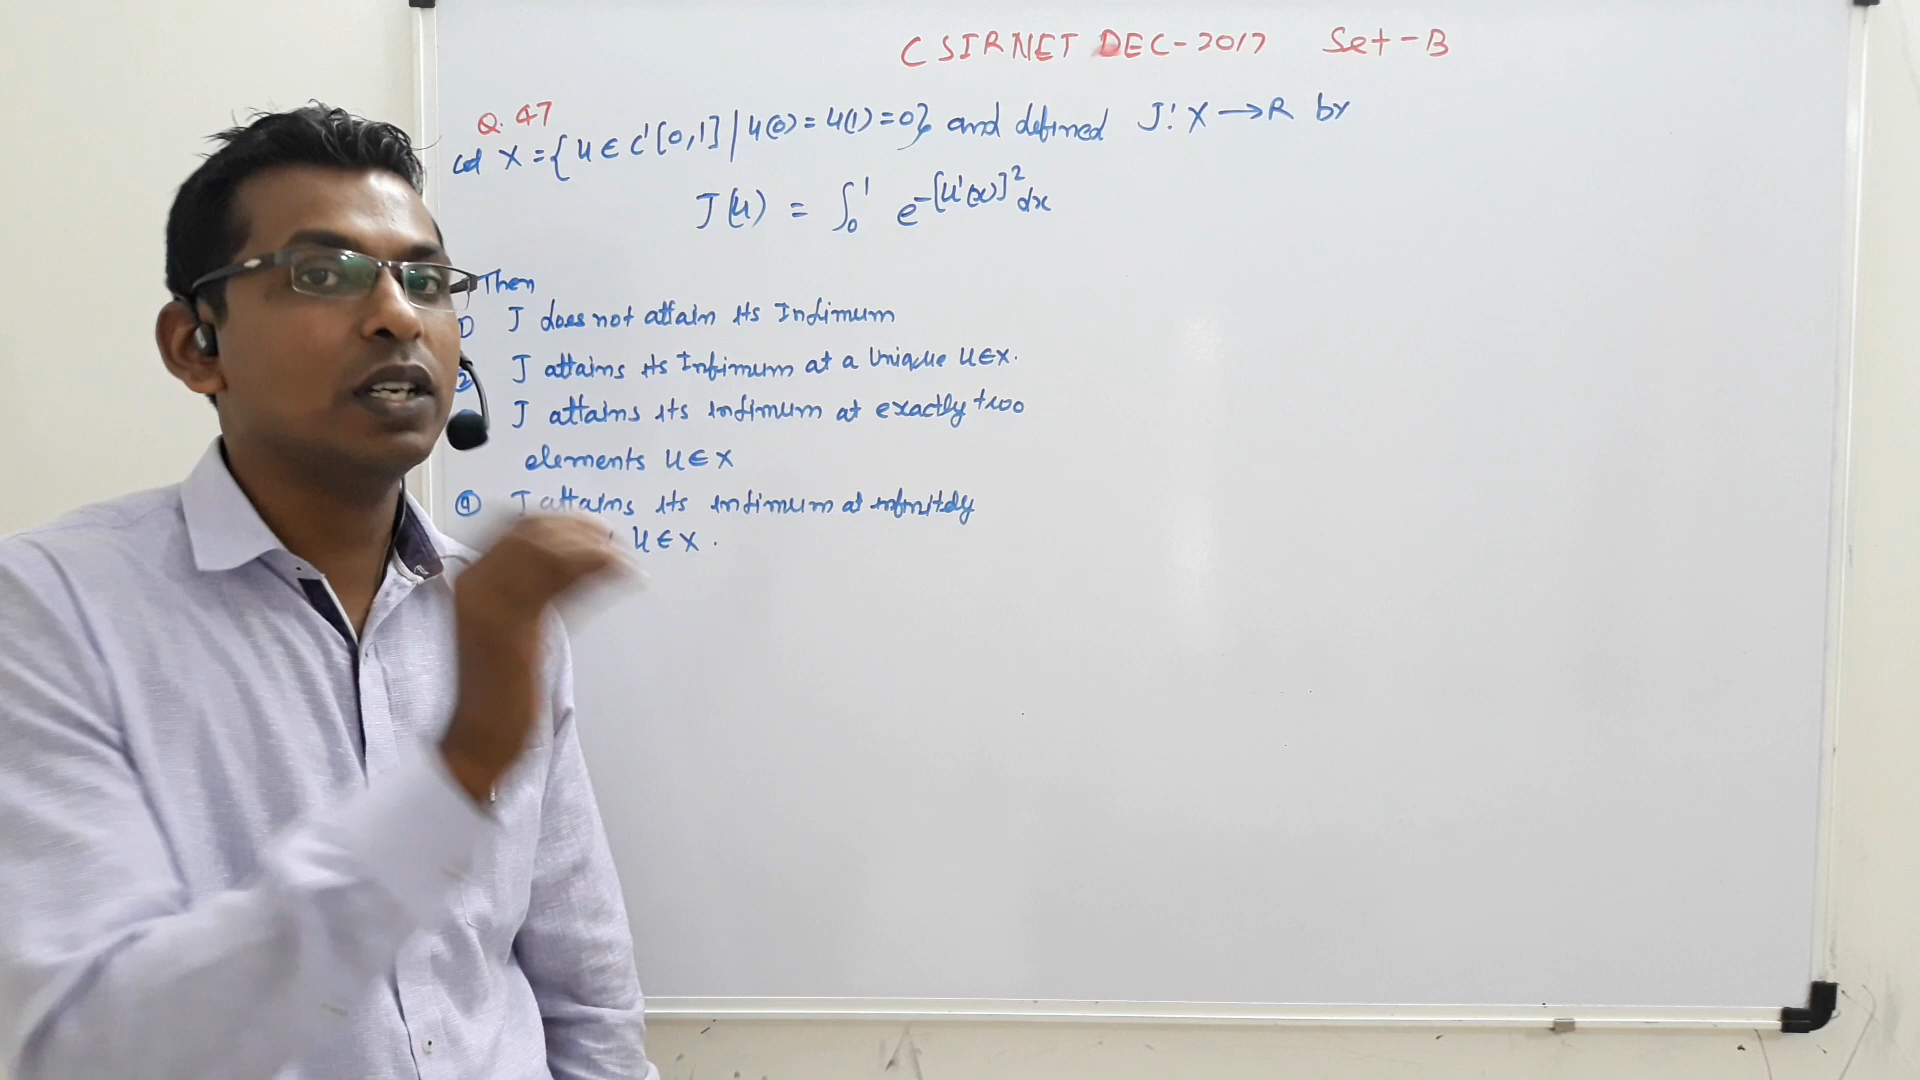 CSIRNET DEC-2017 Set-B
Q. 47
Let X = {u ∈ C'[0,1] | u(0) = u(1) = 0} and defined J: X → R by
J(u) = ∫₀¹ e^{-[u'(x)]²} dx
Then
1) J does not attain its Infimum
2) J attains its Infimum at a Unique u∈X.
J attains its infimum at exactly two
elements u∈X
④ J attains its infimum at infinitely
u∈X.